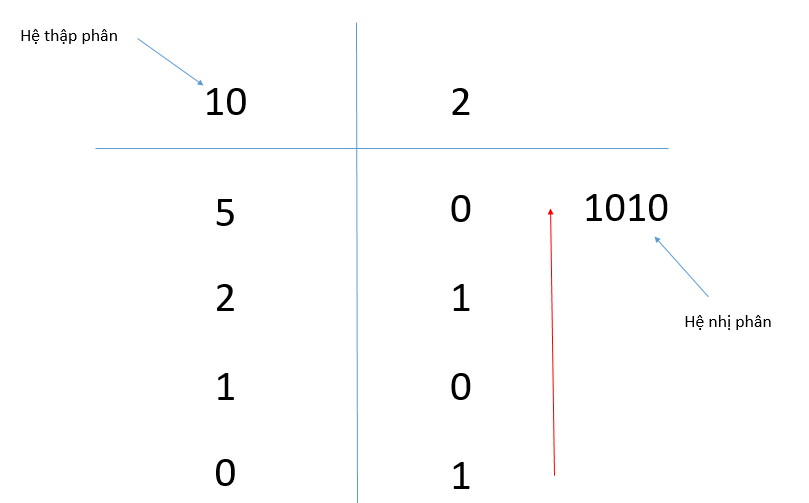 Hệ thập phân
10 2
5 0 1010
2 1
Hệ nhị phân
1 0
0 1